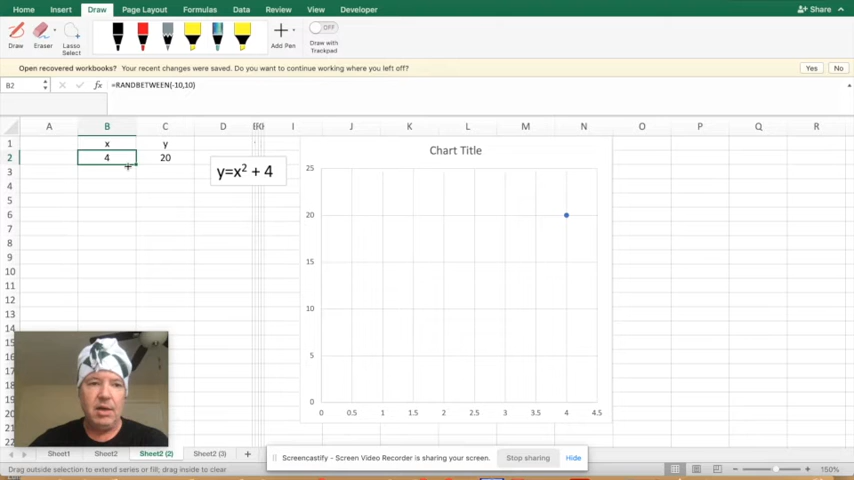 Home Insert Draw Page Layout Formulas Data Review View Developer Share
OFF
Draw Eraser Lasso Select Add Pen Draw with Trackpad
Open recovered workbooks? Your recent changes were saved. Do you want to continue working where you left off? Yes No
B2 fx =RANDBETWEEN(-10,10)
A B C D I J K L M N O P Q R
1 x y
2 4 20
y=x² + 4
Chart Title
3
4
5
6
7
8
9
10
11
12
13
14
15
16
17
18
19
20
21
22
25
20
15
10
5
0
0 0.5 1 1.5 2 2.5 3 3.5 4 4.5
Sheet1 Sheet2 Sheet2 (2) Sheet2 (3) +
Screencastify - Screen Video Recorder is sharing your screen. Stop sharing Hide
Drag outside selection to extend series or fill; drag inside to clear 150%